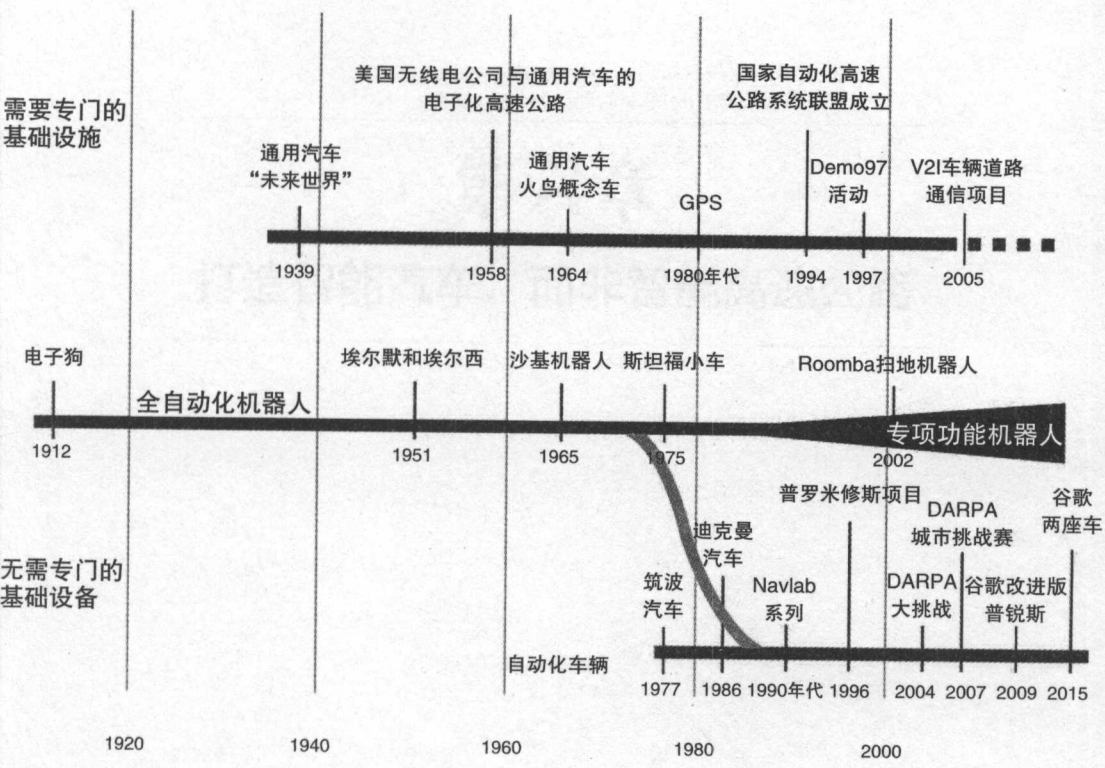 美国无线电公司与通用汽车的
电子化高速公路
国家自动化高速
公路系统联盟成立
需要专门的
基础设施
通用汽车
“未来世界”
通用汽车
火鸟概念车
GPS
Demo97
活动
V2I车辆道路
通信项目
1939
1958
1964
1980年代
1994
1997
2005
电子狗
埃尔默和埃尔西
沙基机器人
斯坦福小车
Roomba扫地机器人
全自动化机器人
专项功能机器人
1912
1951
1965
1975
2002
无需专门的
基础设备
筑波
汽车
迪克曼
汽车
Navlab
系列
普罗米修斯项目
DARPA
大挑战
DARPA
城市挑战赛
谷歌改进版
普锐斯
谷歌
两座车
自动化车辆
1977
1986
1990年代
1996
2004
2007
2009
2015
1920
1940
1960
1980
2000